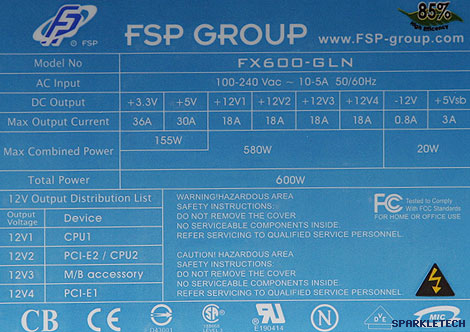 FSP
FSP GROUP
www.FSP-group.com
85%
high efficiency
Model No FX600-GLN
AC Input 100-240 Vac ~ 10-5A 50/60Hz
DC Output +3.3V +5V +12V1 +12V2 +12V3 +12V4 -12V +5Vsb
Max Output Current 36A 30A 18A 18A 18A 18A 0.8A 3A
Max Combined Power 155W 580W 20W
Total Power 600W
12V Output Distribution List
Output Voltage Device
12V1 CPU1
12V2 PCI-E2 / CPU2
12V3 M/B accessory
12V4 PCI-E1
WARNING!HAZARDOUS AREA
SAFETY INSTRUCTIONS:
DO NOT REMOVE THE COVER
NO SERVICEABLE COMPONENTS INSIDE
REFER SERVICING TO QUALIFIED SERVICE PERSONNEL
CAUTION! HAZARDOUS AREA
SAFETY INSTRUCTIONS:
DO NOT REMOVE THE COVER
NO SERVICEABLE COMPONENTS INSIDE.
REFER SERVICING TO QUALIFIED SERVICE PERSONNEL
FC Tested to Comply
With FCC Standards
FOR HOME OR OFFICE USE
CB
CE
N
E190414
MIC
SPARKLETECH